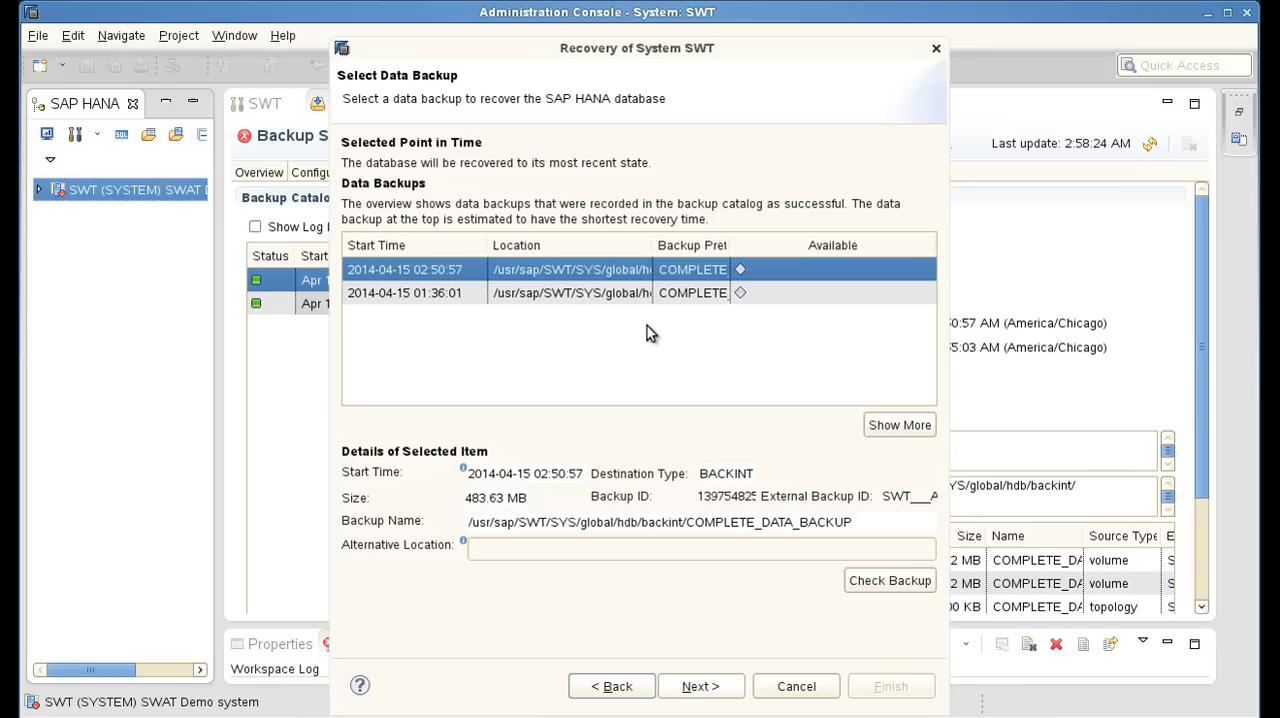 Administration Console - System: SWT
File Edit Navigate Project Window Help
Quick Access
SAP HANA
SWT (SYSTEM) SWAT D
SWT
Backup S
Last update: 2:58:24 AM
Overview Configu
Backup Catalo
Show Log
Status Star
Apr 1
Apr 1
Recovery of System SWT
Select Data Backup
Select a data backup to recover the SAP HANA database
Selected Point in Time
The database will be recovered to its most recent state.
Data Backups
The overview shows data backups that were recorded in the backup catalog as successful. The data
backup at the top is estimated to have the shortest recovery time.
Start Time Location Backup Pref Available
2014-04-15 02:50:57 /usr/sap/SWT/SYS/global/h COMPLETE
2014-04-15 01:36:01 /usr/sap/SWT/SYS/global/h COMPLETE_
Show More
Details of Selected Item
Start Time: 2014-04-15 02:50:57 Destination Type: BACKINT
Size: 483.63 MB Backup ID: 139754825 External Backup ID: SWT___A
Backup Name: /usr/sap/SWT/SYS/global/hdb/backint/COMPLETE_DATA_BACKUP
Alternative Location:
Check Backup
< Back Next > Cancel Finish
0:57 AM (America/Chicago)
5:03 AM (America/Chicago)
YS/global/hdb/backint/
Size Name Source Type E
2 MB COMPLETE_DA volume S
2 MB COMPLETE_DA volume S
00 KB COMPLETE_DA topology S
Properties
Workspace Log
SWT (SYSTEM) SWAT Demo system